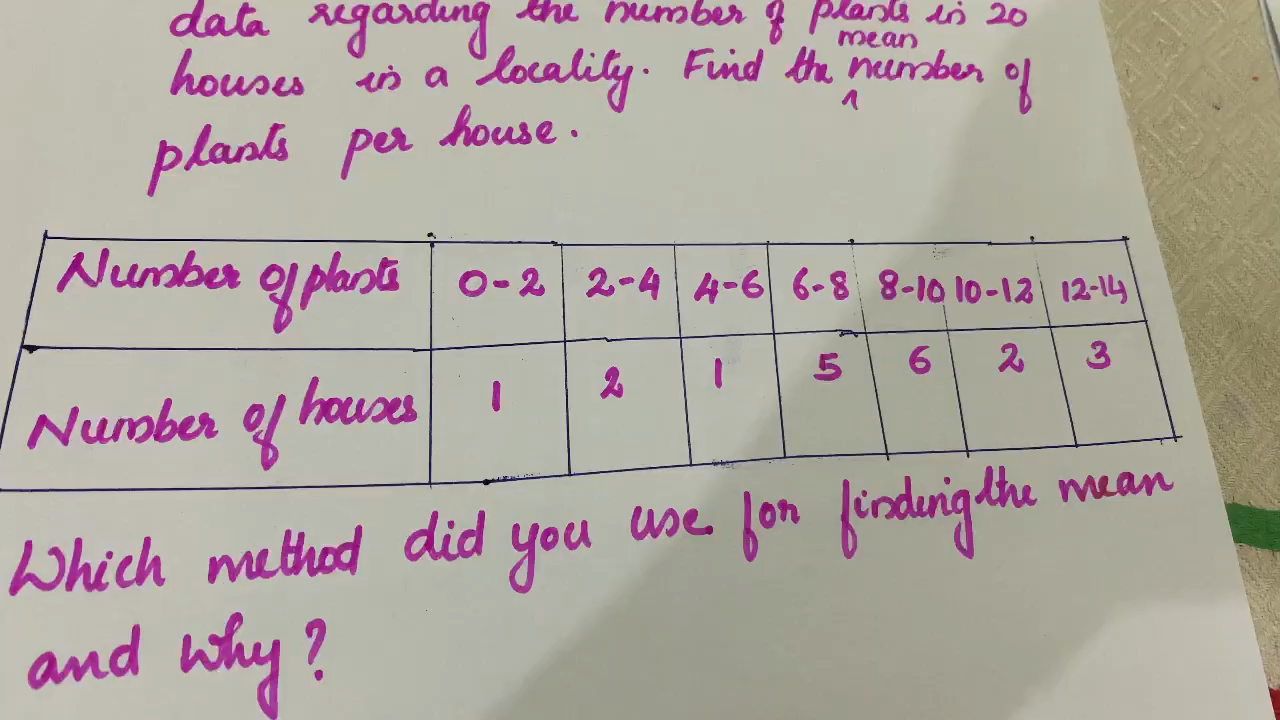 data regarding the number of plants in 20
mean
houses in a locality. Find the ^ number of
plants per house.
Number of plants 0-2 2-4 4-6 6-8 8-10 10-12 12-14
Number of houses 1 2 1 5 6 2 3
Which method did you use for finding the mean
and why?